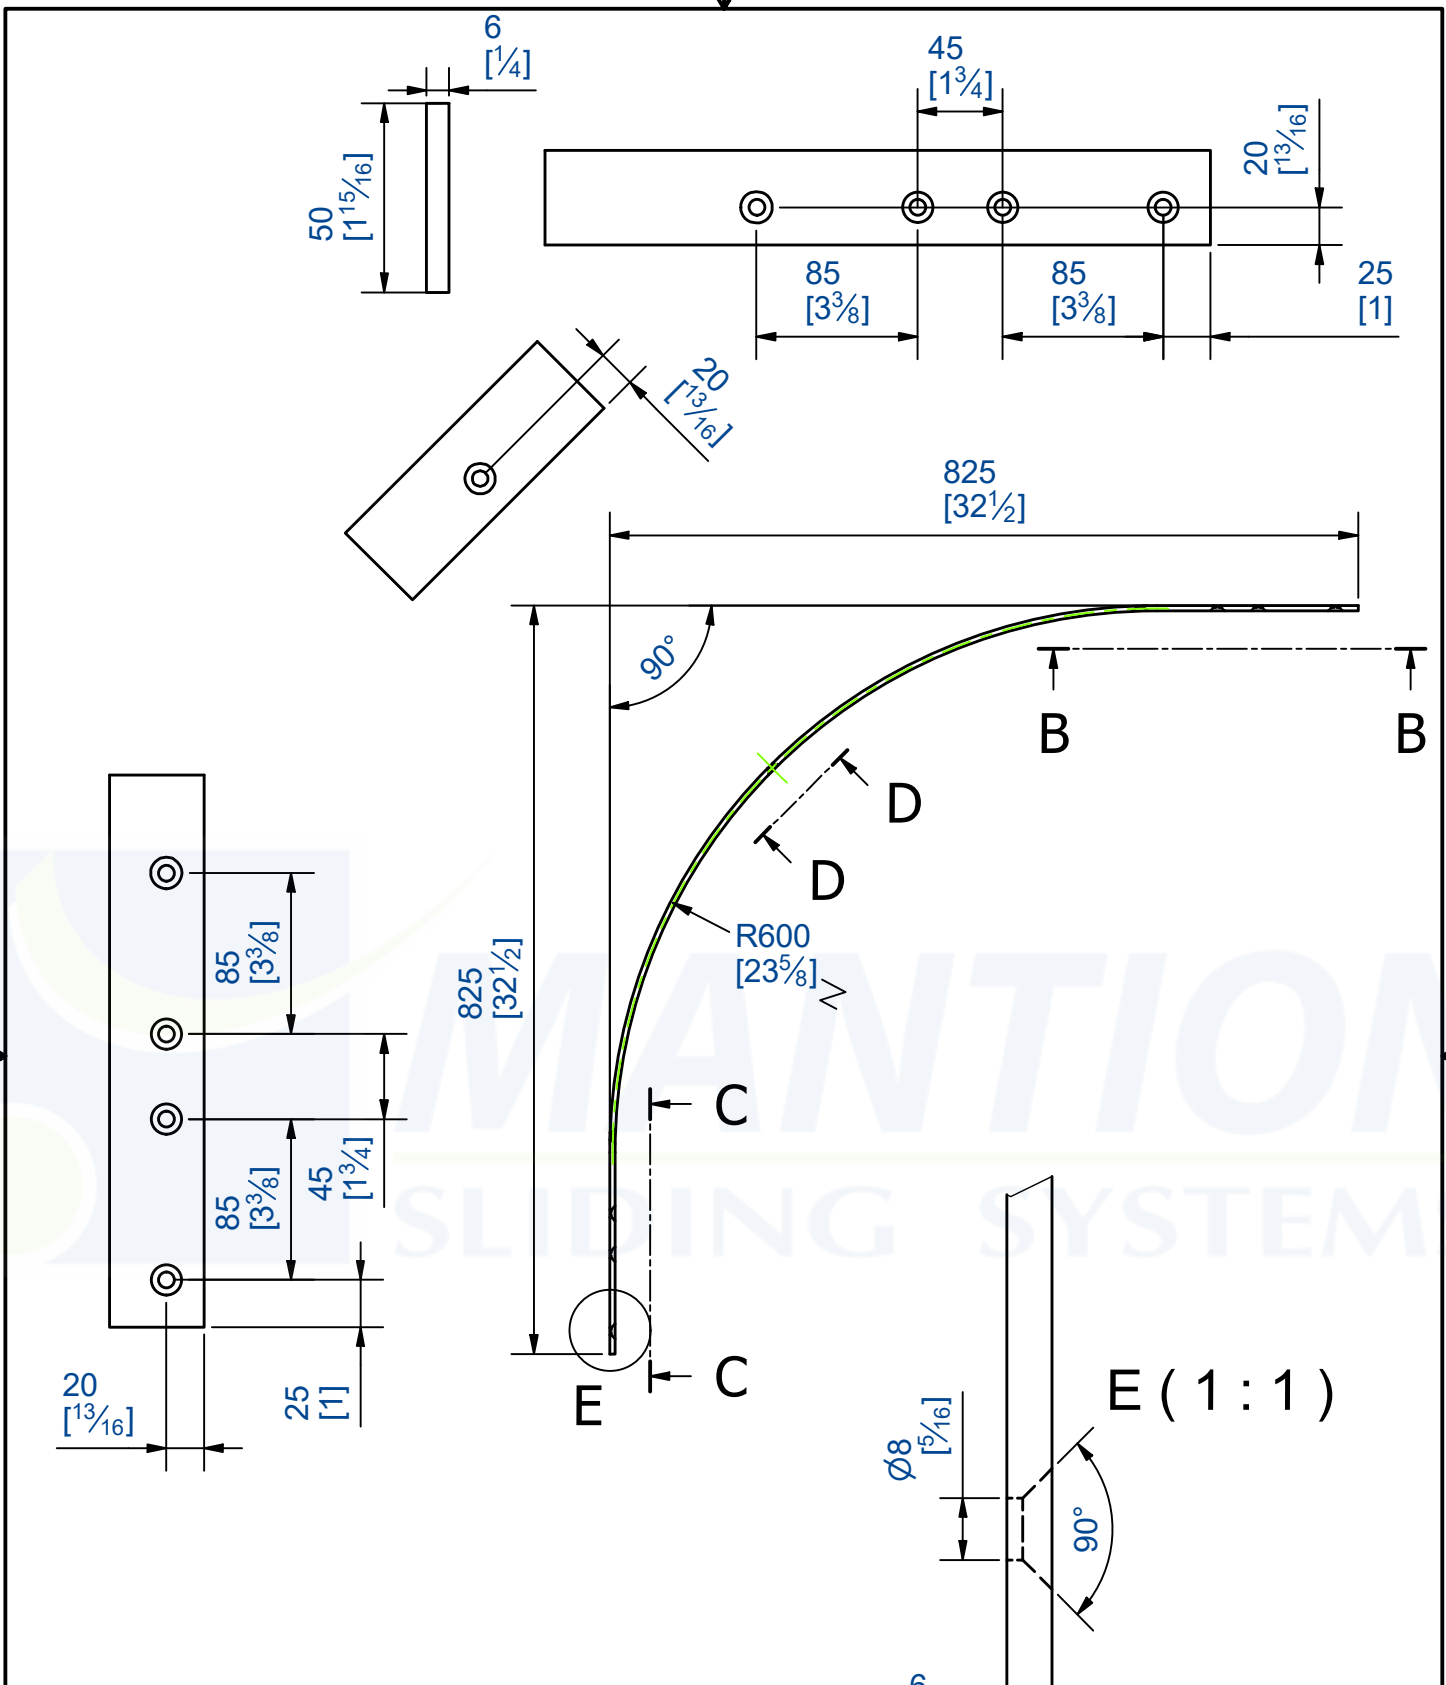 6
[1/4]
50
[1 15/16]
45
[1 3/4]
20
[13/16]
85
[3 3/8]
85
[3 3/8]
25
[1]
20
[13/16]
825
[32 1/2]
90°
B
B
D
D
R600
[23 5/8]
825
[32 1/2]
85
[3 3/8]
45
[1 3/4]
85
[3 3/8]
25
[1]
20
[13/16]
C
C
E
E ( 1 : 1 )
Ø8
[5/16]
90°
MANTION
SLIDING SYSTEMS
6